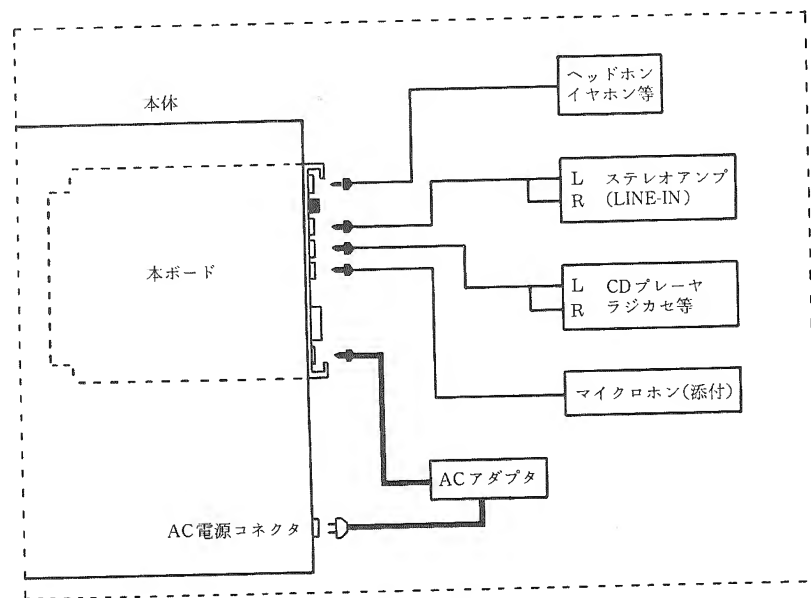 本体
ヘッドホン
イヤホン等
L ステレオアンプ
R (LINE-IN)
本ボード
L CDプレーヤ
R ラジカセ等
マイクロホン(添付)
ACアダプタ
AC電源コネクタ